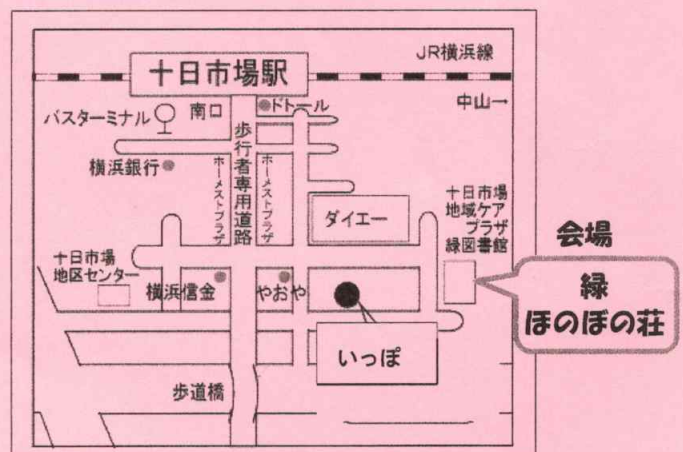 JR横浜線
十日市場駅
中山→
バスターミナル
南口
ドトール
横浜銀行
ホーメストプラザ
歩行者専用道路
ホーメストプラザ
ダイエー
十日市場
地域ケア
プラザ
緑図書館
会場
緑
ほのぼの荘
十日市場
地区センター
横浜信金
やおや
いっぽ
歩道橋